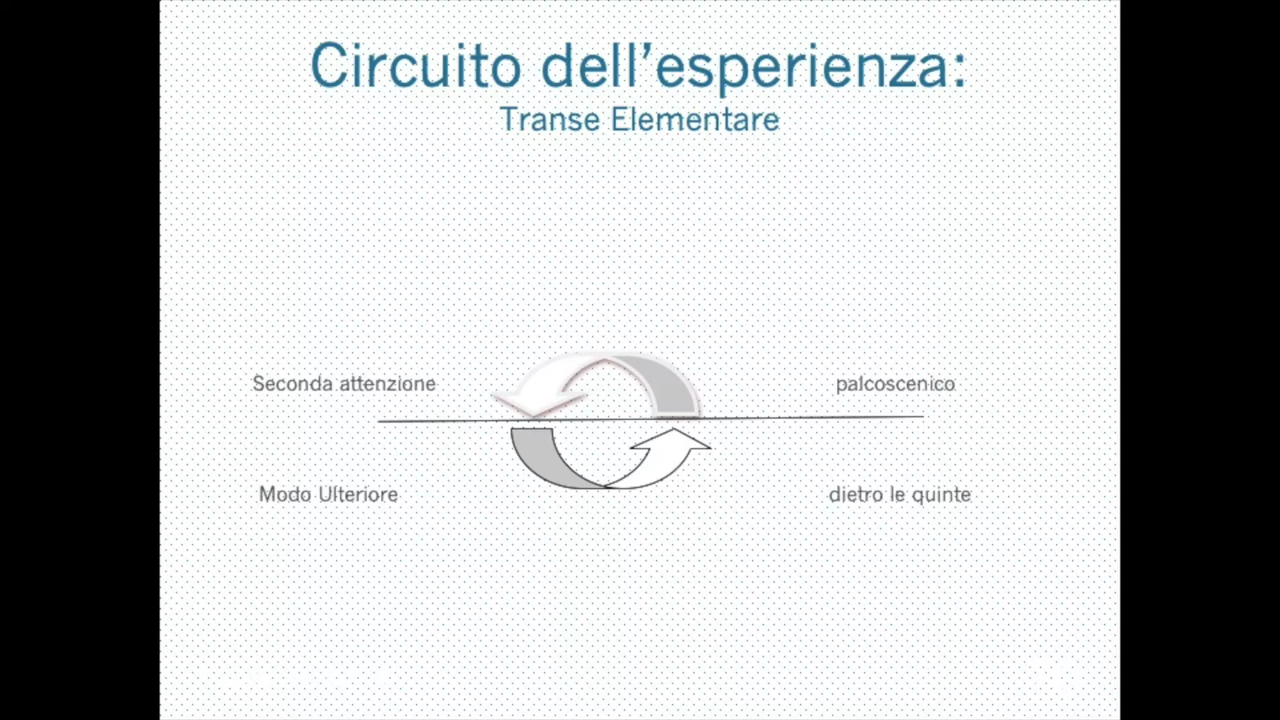 Circuito dell’esperienza:
Transe Elementare
Seconda attenzione
palcoscenico
Modo Ulteriore
dietro le quinte